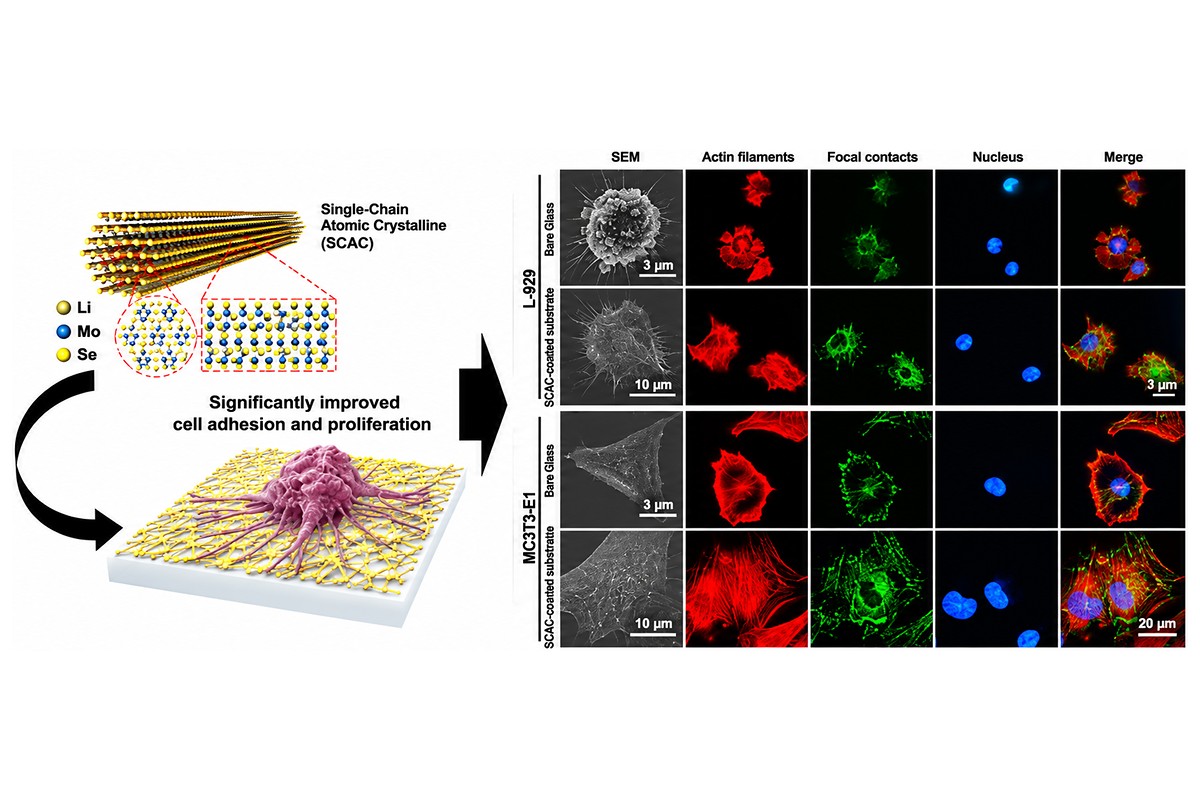 Single-Chain
Atomic Crystalline
(SCAC)
Li
Mo
Se
Significantly improved
cell adhesion and proliferation
SEM
Actin filaments
Focal contacts
Nucleus
Merge
L-929
Bare Glass
3 μm
SCAC-coated substrate
10 μm
3 μm
MC3T3-E1
Bare Glass
3 μm
SCAC-coarted substratte
10 μm
20 μm